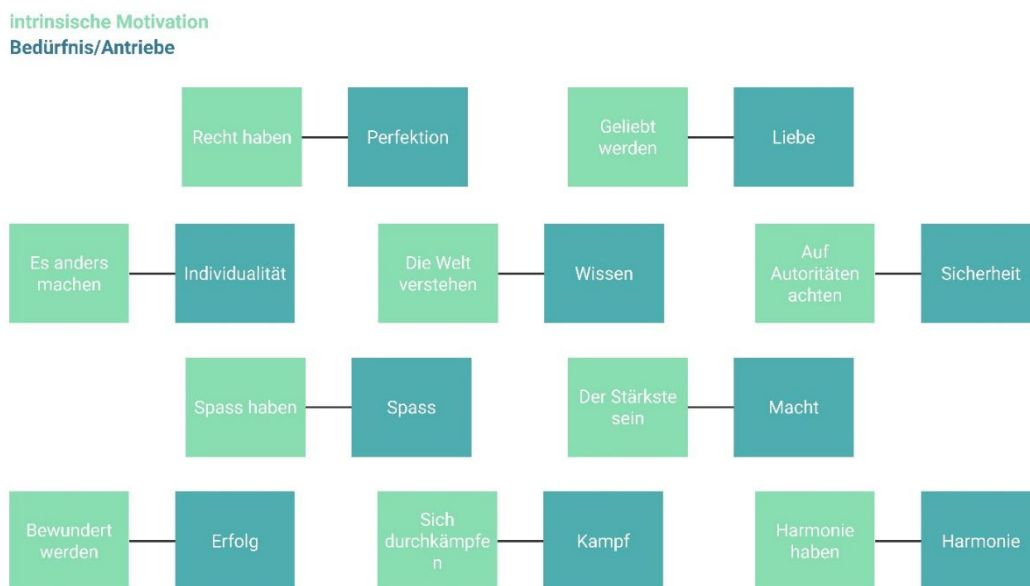 intrinsische Motivation
Bedürfnis/Antriebe
Recht haben
Perfektion
Geliebt
werden
Liebe
Es anders
machen
Individualität
Die Welt
verstehen
Wissen
Auf
Autoritäten
achten
Sicherheit
Spass haben
Spass
Der Stärkste
sein
Macht
Bewundert
werden
Erfolg
Sich
durchkämpfe
n
Kampf
Harmonie
haben
Harmonie